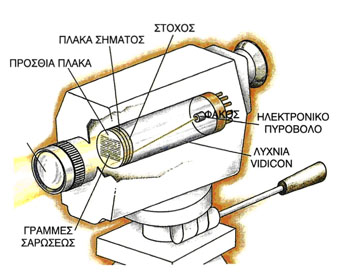 ΣΤΟΧΟΣ
ΠΛΑΚΑ ΣΗΜΑΤΟΣ
ΠΡΟΣΘΙΑ ΠΛΑΚΑ
ΦΑΚΟΣ
ΗΛΕΚΤΡΟΝΙΚΟ
ΠΥΡΟΒΟΛΟ
ΛΥΧΝΙΑ
VIDICON
ΓΡΑΜΜΕΣ
ΣΑΡΩΣΕΩΣ